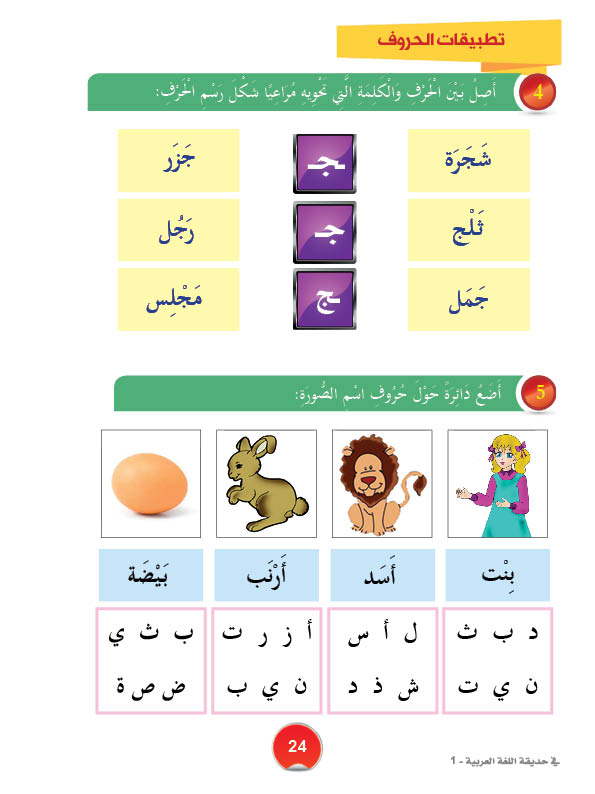 تطبيقات الحروف
4 أَصِلُ بَيْنَ الْحَرْفِ وَالْكَلِمَةِ الَّتِي تَحْوِيهِ مُرَاعِيًا شَكْلَ رَسْمِ الْحَرْفِ:
شَجَرَة ـجـ جَزَر
ثَلْج جـ رَجُل
جَمَل ـج مَجْلِس
5 أَضَعُ دَائِرَةً حَوْلَ حُرُوفِ اسْمِ الصُّورَةِ:
بِنْت أَسَد أَرْنَب بَيْضَة
د ب ث ل أ س أ ز ر ت ب ث ي
ن ي ت ش ذ د ن ي ب ض ص ة
24
في حديقة اللغة العربية - 1